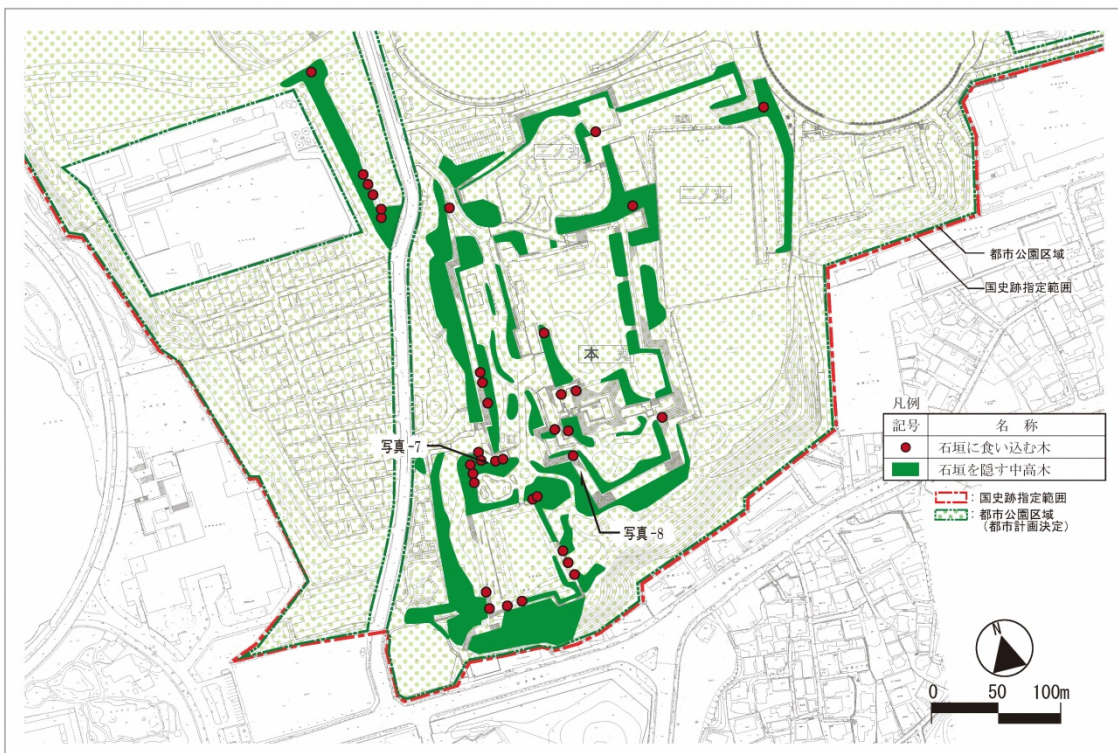 二ノ丸
本丸
都市公園区域
国史跡指定範囲
凡例
記号 名称
石垣に食い込む木
石垣を隠す中高木
国史跡指定範囲
都市公園区域
(都市計画決定)
写真-7
写真-8
N
0 50 100m